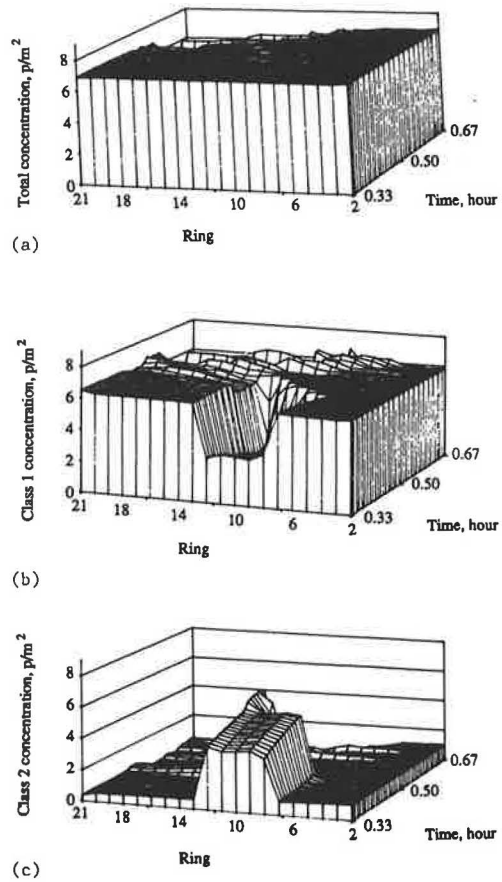 Total concentration, p/m²
8
6
4
2
0
21 18 14 10 6 2
0.33 0.50 0.67
Time, hour
Ring
(a)
Class 1 concentration, p/m²
8
6
4
2
0
21 18 14 10 6 2
0.33 0.50 0.67
Time, hour
Ring
(b)
Class 2 concentration, p/m²
8
6
4
2
0
21 18 14 10 6 2
0.33 0.50 0.67
Time, hour
Ring
(c)